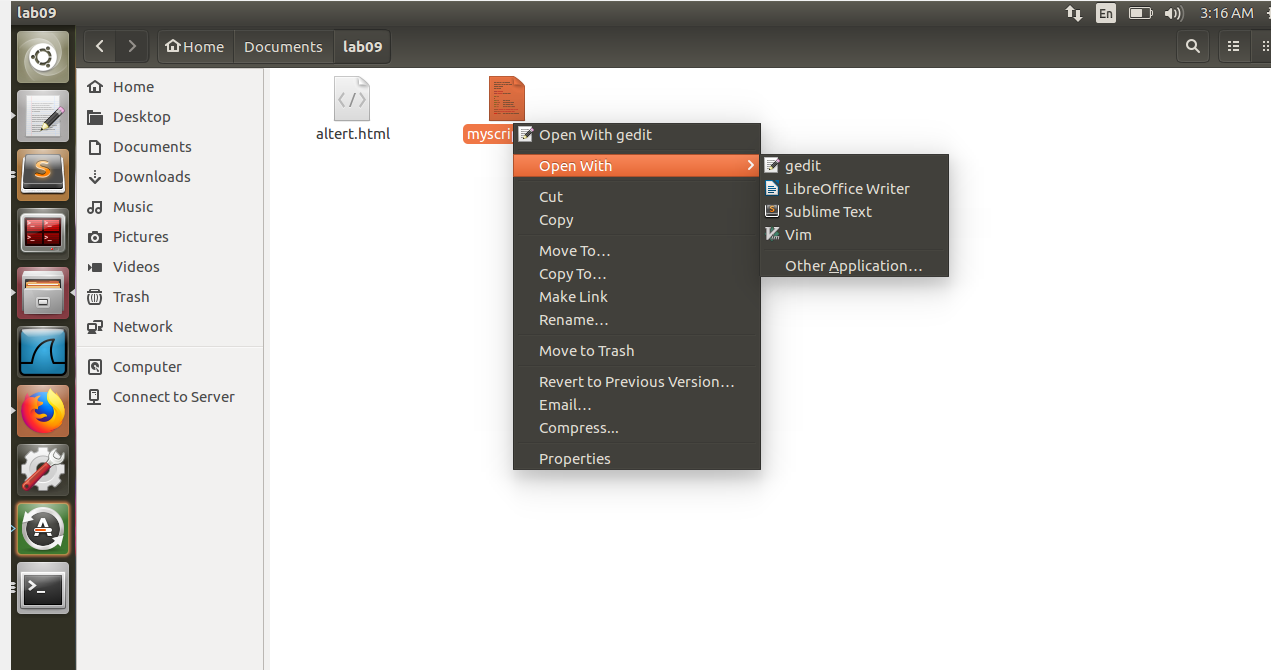 lab09
En
3:16 AM
Home
Documents
lab09
Home
Desktop
Documents
Downloads
Music
Pictures
Videos
Trash
Network
Computer
Connect to Server
altert.html
myscrip
Open With gedit
Open With
Cut
Copy
Move To…
Copy To…
Make Link
Rename…
Move to Trash
Revert to Previous Version…
Email…
Compress...
Properties
gedit
LibreOffice Writer
Sublime Text
Vim
Other Application…